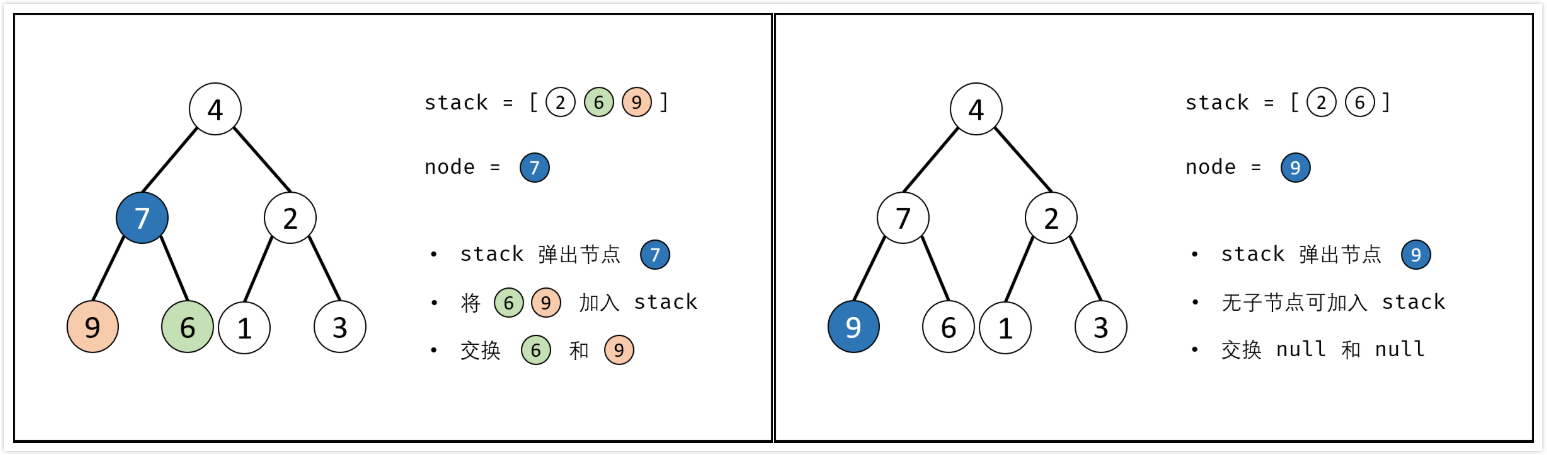 4
7 2
9 6 1 3
stack = [ 2 6 9 ]
node = 7
• stack 弹出节点 7
• 将 6 9 加入 stack
• 交换 6 和 9
4
7 2
9 6 1 3
stack = [ 2 6 ]
node = 9
• stack 弹出节点 9
• 无子节点可加入 stack
• 交换 null 和 null